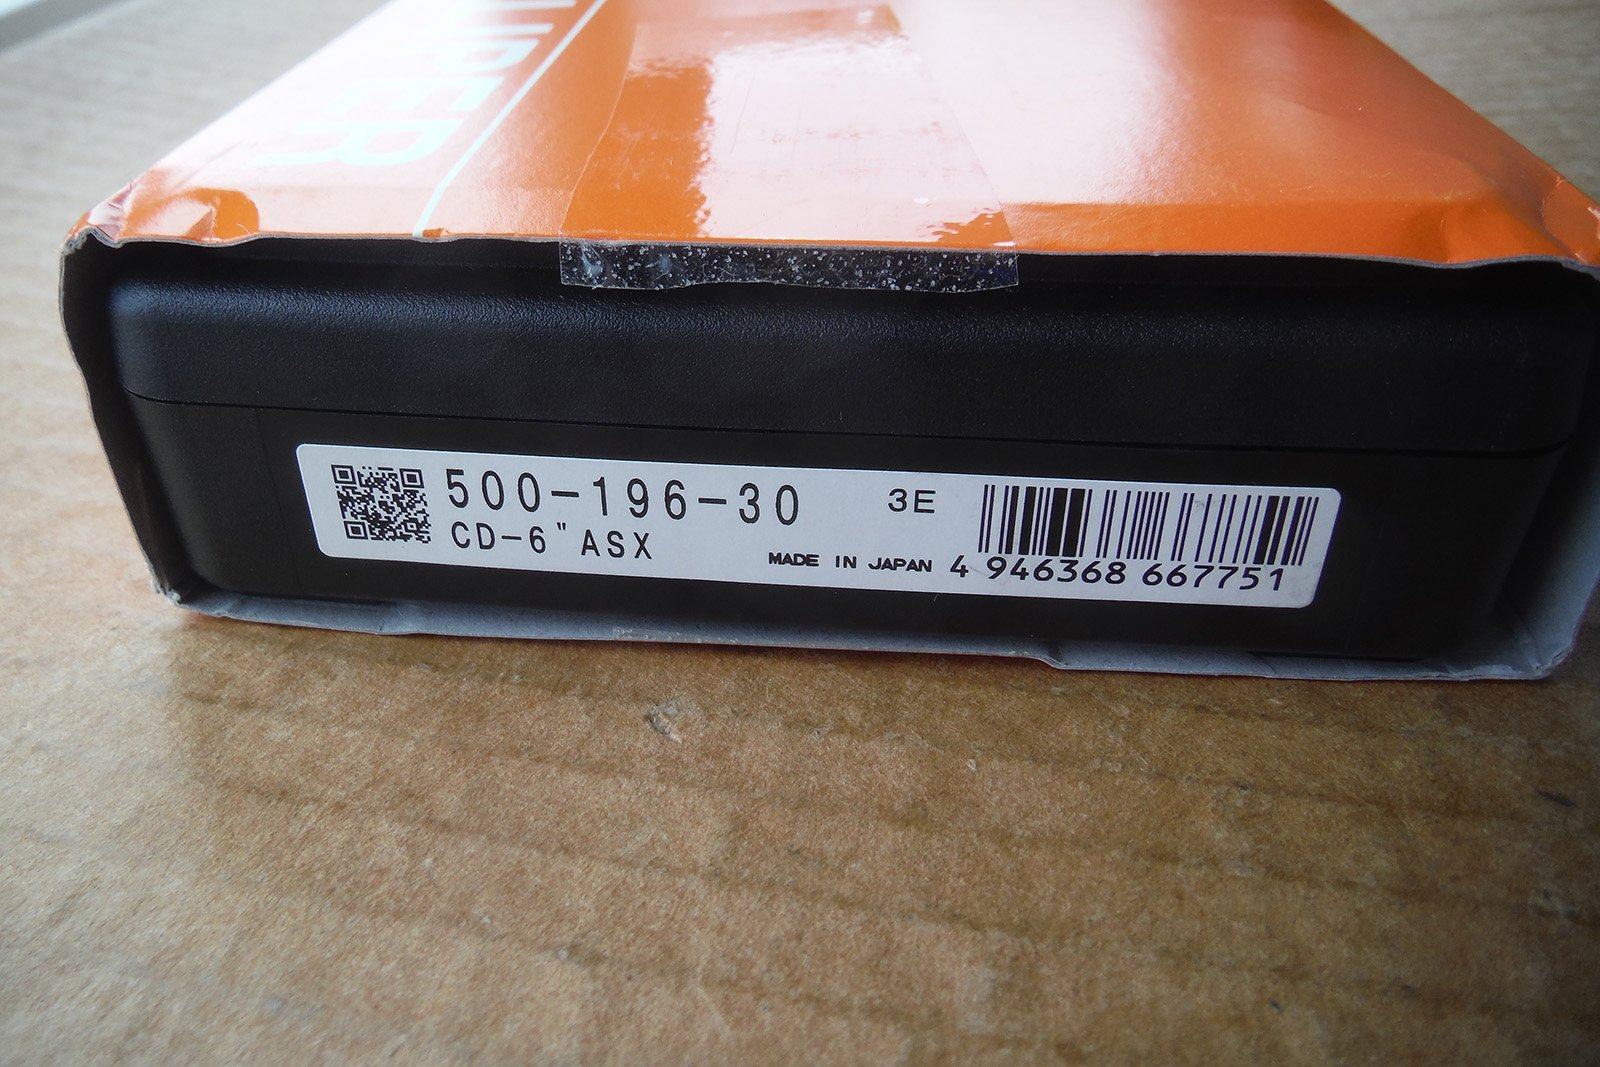 500-196-30
3E
CD-6"ASX
MADE IN JAPAN
4 946368 667751